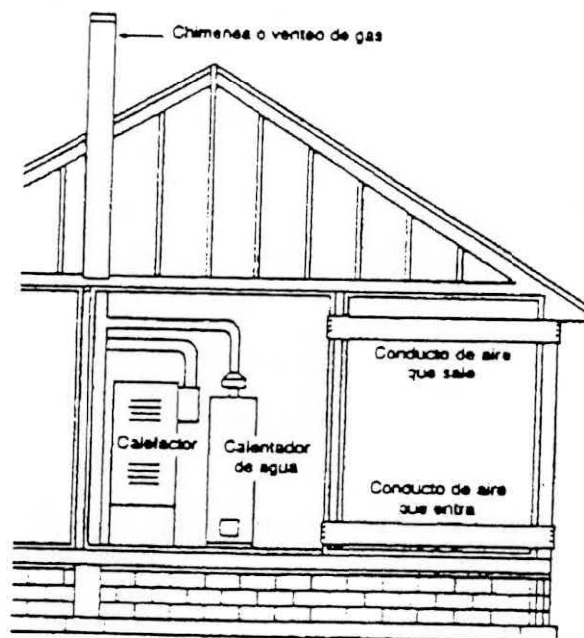 Chimenea o venteo de gas
Conducto de aire
que sale
Calefactor
Calentador
de agua
Conducto de aire
que entra